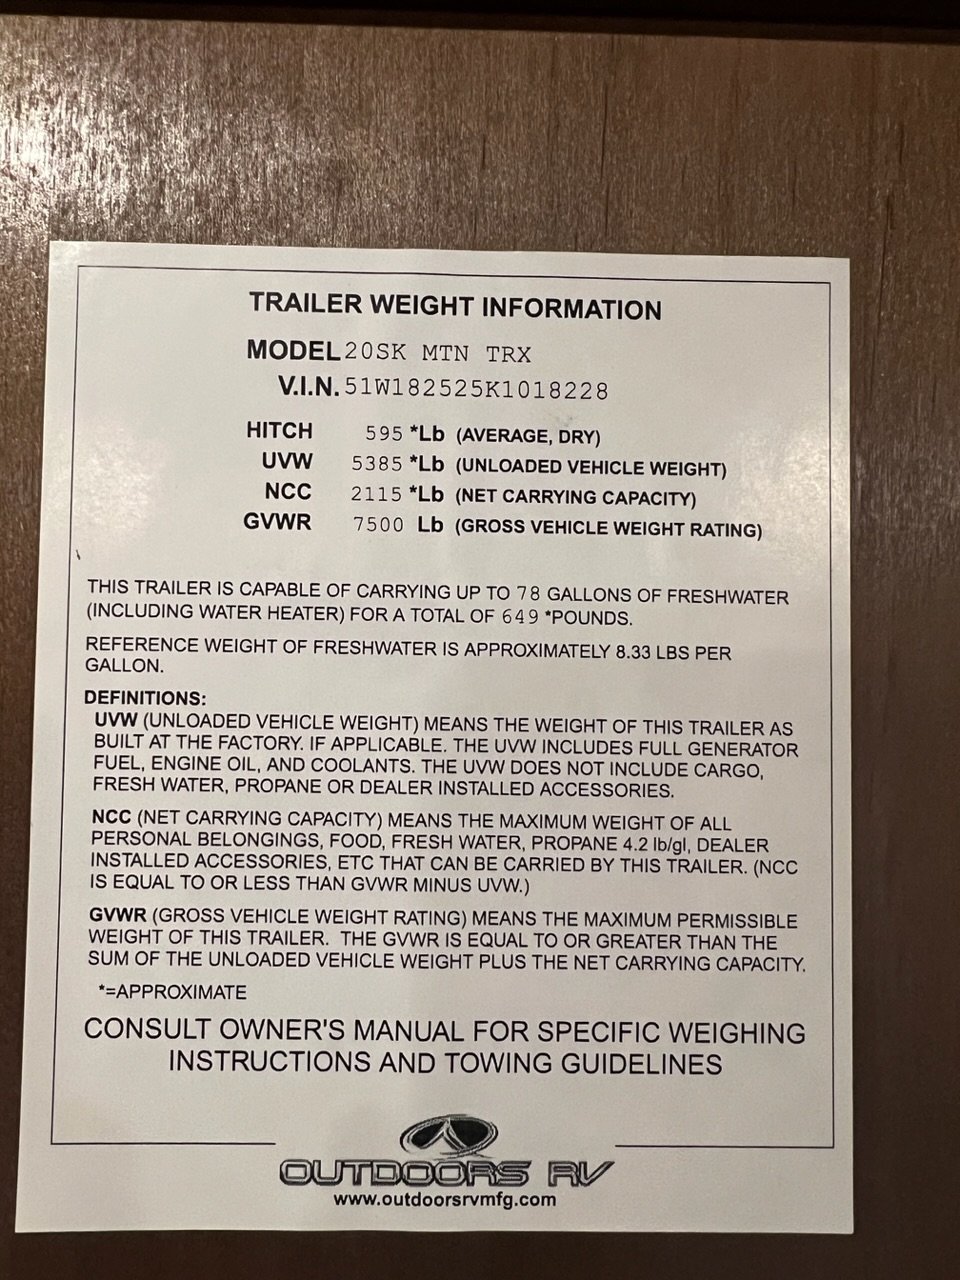 TRAILER WEIGHT INFORMATION
MODEL 20SK MTN TRX
V.I.N. 51W182525K1018228
HITCH 595 *Lb (AVERAGE, DRY)
UVW 5385 *Lb (UNLOADED VEHICLE WEIGHT)
NCC 2115 *Lb (NET CARRYING CAPACITY)
GVWR 7500 Lb (GROSS VEHICLE WEIGHT RATING)
THIS TRAILER IS CAPABLE OF CARRYING UP TO 78 GALLONS OF FRESHWATER
(INCLUDING WATER HEATER) FOR A TOTAL OF 649 *POUNDS.
REFERENCE WEIGHT OF FRESHWATER IS APPROXIMATELY 8.33 LBS PER
GALLON.
DEFINITIONS:
UVW (UNLOADED VEHICLE WEIGHT) MEANS THE WEIGHT OF THIS TRAILER AS
BUILT AT THE FACTORY. IF APPLICABLE. THE UVW INCLUDES FULL GENERATOR
FUEL, ENGINE OIL, AND COOLANTS. THE UVW DOES NOT INCLUDE CARGO,
FRESH WATER, PROPANE OR DEALER INSTALLED ACCESSORIES.
NCC (NET CARRYING CAPACITY) MEANS THE MAXIMUM WEIGHT OF ALL
PERSONAL BELONGINGS, FOOD, FRESH WATER, PROPANE 4.2 lb/gl, DEALER
INSTALLED ACCESSORIES, ETC THAT CAN BE CARRIED BY THIS TRAILER. (NCC
IS EQUAL TO OR LESS THAN GVWR MINUS UVW.)
GVWR (GROSS VEHICLE WEIGHT RATING) MEANS THE MAXIMUM PERMISSIBLE
WEIGHT OF THIS TRAILER. THE GVWR IS EQUAL TO OR GREATER THAN THE
SUM OF THE UNLOADED VEHICLE WEIGHT PLUS THE NET CARRYING CAPACITY.
*=APPROXIMATE
CONSULT OWNER'S MANUAL FOR SPECIFIC WEIGHING
INSTRUCTIONS AND TOWING GUIDELINES
OUTDOORS RV
www.outdoorsrvmfg.com